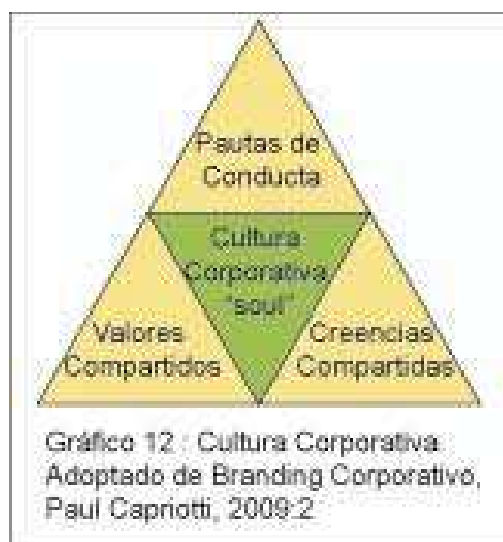 Pautas de
Conducta
Cultura
Corporativa
"soul"
Valores
Compartidos
Creencias
Compartidas
Gráfico 12 : Cultura Corporativa
Adoptado de Branding Corporativo,
Paul Capriotti, 2009:2